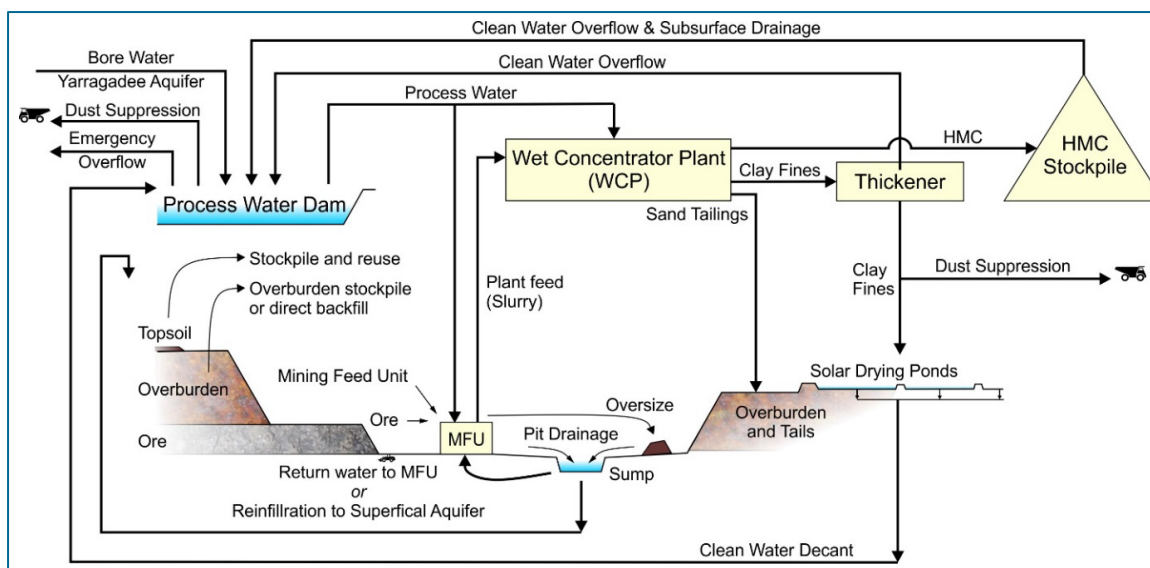 Clean Water Overflow & Subsurface Drainage
Bore Water
Yarragadee Aquifer
Clean Water Overflow
Dust Suppression
Process Water
Emergency
Overflow
HMC
HMC
Stockpile
Wet Concentrator Plant
(WCP)
Clay Fines
Thickener
Process Water Dam
Sand Tailings
Stockpile and reuse
Plant feed
(Slurry)
Clay
Fines
Dust Suppression
Overburden stockpile
or direct backfill
Topsoil
Solar Drying Ponds
Mining Feed Unit
Overburden
Oversize
Ore
Overburden
and Tails
MFU
Pit Drainage
Ore
Return water to MFU
or
Reinfillration to Superfical Aquifer
Sump
Clean Water Decant